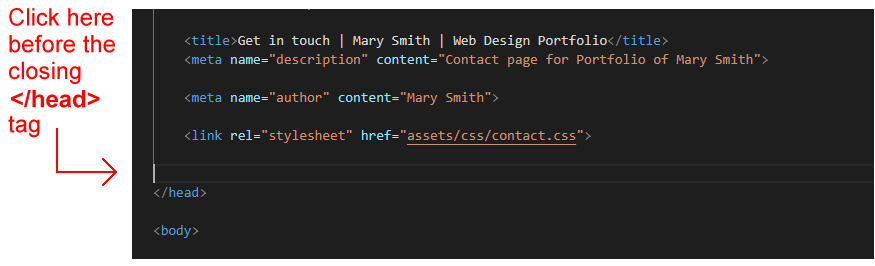 Click here
before the
closing
</head>
tag
<title>Get in touch | Mary Smith | Web Design Portfolio</title>
<meta name="description" content="Contact page for Portfolio of Mary Smith">
<meta name="author" content="Mary Smith">
<link rel="stylesheet" href="assets/css/contact.css">
</head>
<body>